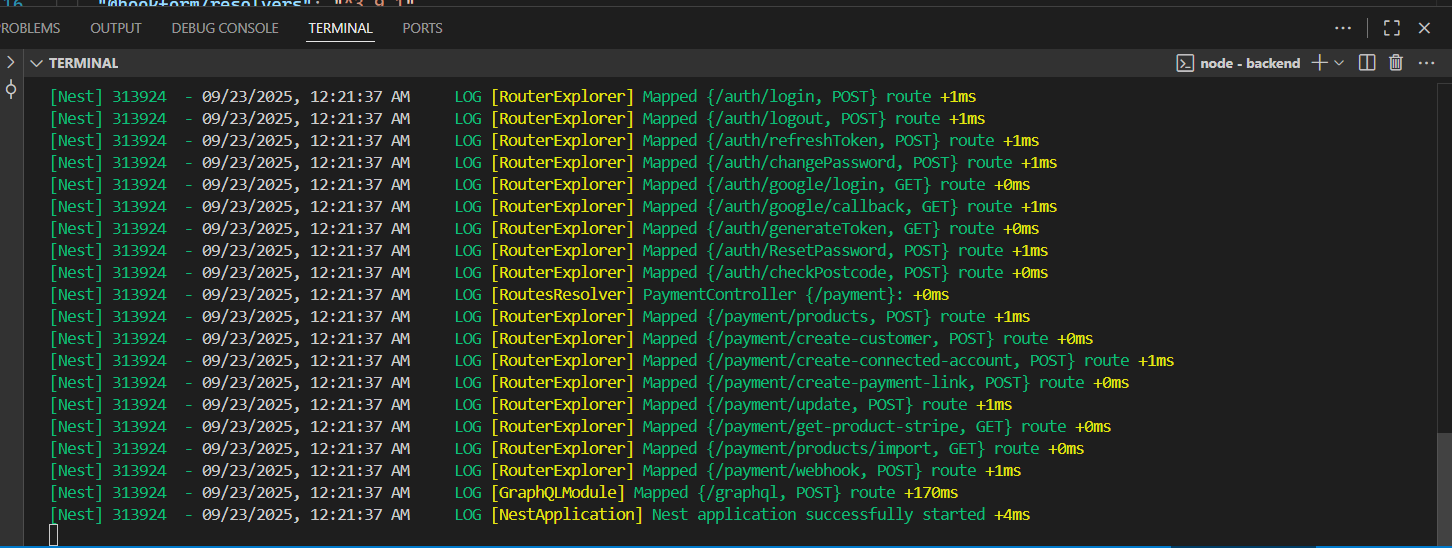 16 "@hookform/resolvers": "^3.9.1"
PROBLEMS OUTPUT DEBUG CONSOLE TERMINAL PORTS
TERMINAL node - backend
[Nest] 313924 - 09/23/2025, 12:21:37 AM LOG [RouterExplorer] Mapped {/auth/login, POST} route +1ms
[Nest] 313924 - 09/23/2025, 12:21:37 AM LOG [RouterExplorer] Mapped {/auth/logout, POST} route +1ms
[Nest] 313924 - 09/23/2025, 12:21:37 AM LOG [RouterExplorer] Mapped {/auth/refreshToken, POST} route +1ms
[Nest] 313924 - 09/23/2025, 12:21:37 AM LOG [RouterExplorer] Mapped {/auth/changePassword, POST} route +1ms
[Nest] 313924 - 09/23/2025, 12:21:37 AM LOG [RouterExplorer] Mapped {/auth/google/login, GET} route +0ms
[Nest] 313924 - 09/23/2025, 12:21:37 AM LOG [RouterExplorer] Mapped {/auth/google/callback, GET} route +1ms
[Nest] 313924 - 09/23/2025, 12:21:37 AM LOG [RouterExplorer] Mapped {/auth/generateToken, GET} route +0ms
[Nest] 313924 - 09/23/2025, 12:21:37 AM LOG [RouterExplorer] Mapped {/auth/ResetPassword, POST} route +1ms
[Nest] 313924 - 09/23/2025, 12:21:37 AM LOG [RouterExplorer] Mapped {/auth/checkPostcode, POST} route +0ms
[Nest] 313924 - 09/23/2025, 12:21:37 AM LOG [RoutesResolver] PaymentController {/payment}: +0ms
[Nest] 313924 - 09/23/2025, 12:21:37 AM LOG [RouterExplorer] Mapped {/payment/products, POST} route +1ms
[Nest] 313924 - 09/23/2025, 12:21:37 AM LOG [RouterExplorer] Mapped {/payment/create-customer, POST} route +0ms
[Nest] 313924 - 09/23/2025, 12:21:37 AM LOG [RouterExplorer] Mapped {/payment/create-connected-account, POST} route +1ms
[Nest] 313924 - 09/23/2025, 12:21:37 AM LOG [RouterExplorer] Mapped {/payment/create-payment-link, POST} route +0ms
[Nest] 313924 - 09/23/2025, 12:21:37 AM LOG [RouterExplorer] Mapped {/payment/update, POST} route +1ms
[Nest] 313924 - 09/23/2025, 12:21:37 AM LOG [RouterExplorer] Mapped {/payment/get-product-stripe, GET} route +0ms
[Nest] 313924 - 09/23/2025, 12:21:37 AM LOG [RouterExplorer] Mapped {/payment/products/import, GET} route +0ms
[Nest] 313924 - 09/23/2025, 12:21:37 AM LOG [RouterExplorer] Mapped {/payment/webhook, POST} route +1ms
[Nest] 313924 - 09/23/2025, 12:21:37 AM LOG [GraphQLModule] Mapped {/graphql, POST} route +170ms
[Nest] 313924 - 09/23/2025, 12:21:37 AM LOG [NestApplication] Nest application successfully started +4ms